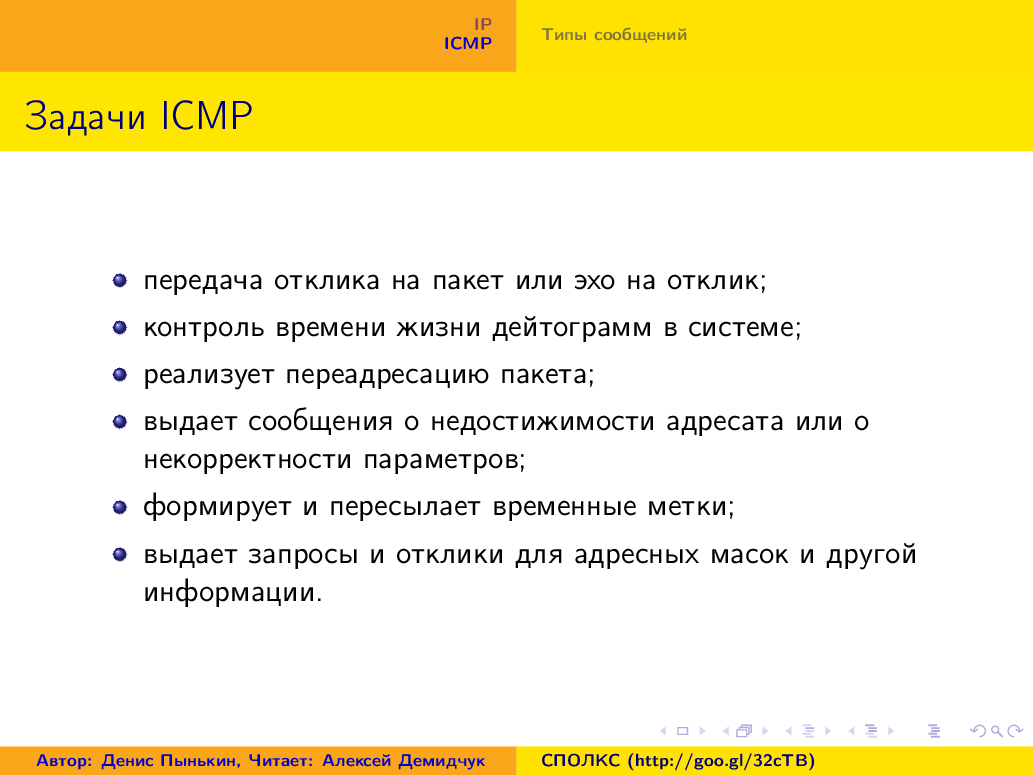 IP
ICMP
Типы сообщений
Задачи ICMP
передача отклика на пакет или эхо на отклик;
контроль времени жизни дейтограмм в системе;
реализует переадресацию пакета;
выдает сообщения о недостижимости адресата или о
некорректности параметров;
формирует и пересылает временные метки;
выдает запросы и отклики для адресных масок и другой
информации.
Автор: Денис Пынькин, Читает: Алексей Демидчук
СПОЛКС (http://goo.gl/32cTB)